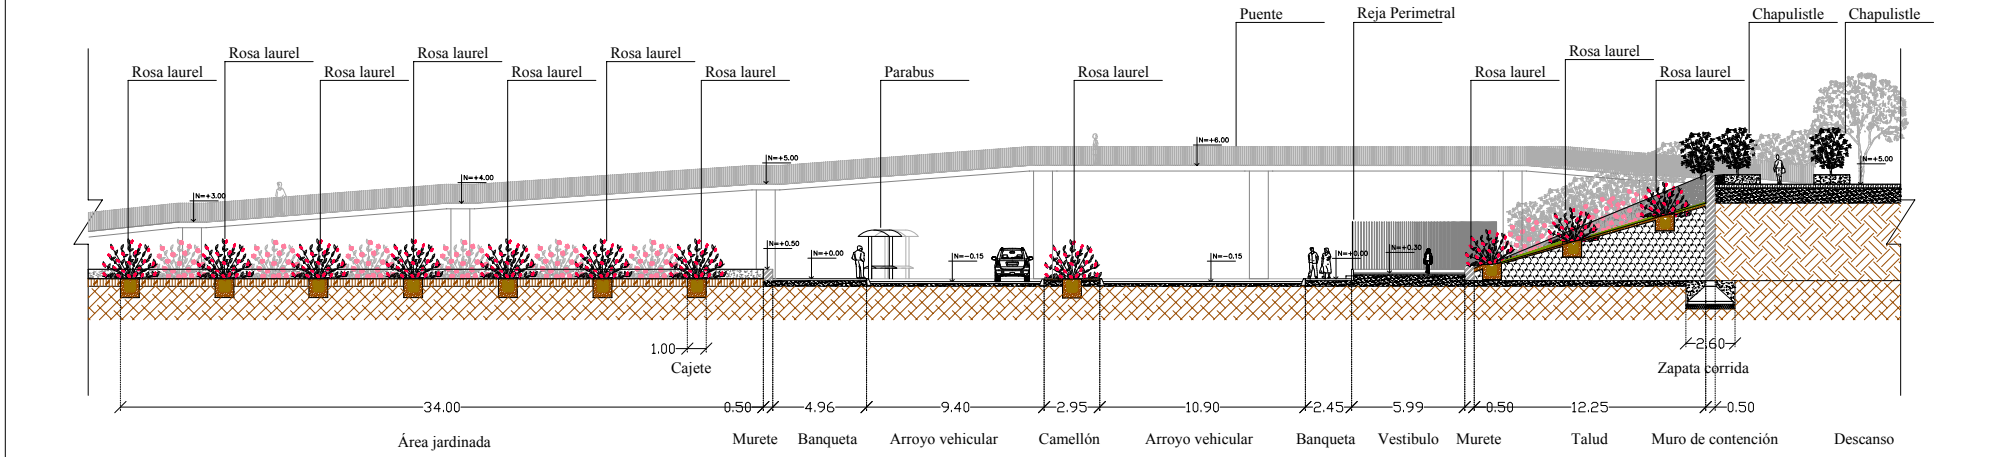 Puente
Reja Perimetral
Chapulistle
Chapulistle
Rosa laurel
Rosa laurel
Rosa laurel
Rosa laurel
Rosa laurel
Rosa laurel
Rosa laurel
Rosa laurel
Parabus
Rosa laurel
Rosa laurel
Rosa laurel
N=+3.00
N=+4.00
N=+5.00
N=+6.00
N=+5.00
N=+0.50
N=+0.00
N=-0.15
N=-0.15
N=+0.00
N=+0.30
1.00
Cajete
2.60
Zapata corrida
34.00
0.50
4.96
9.40
2.95
10.90
2.45
5.99
0.50
12.25
0.50
Área jardinada
Murete
Banqueta
Arroyo vehicular
Camellón
Arroyo vehicular
Banqueta
Vestíbulo
Murete
Talud
Muro de contención
Descanso